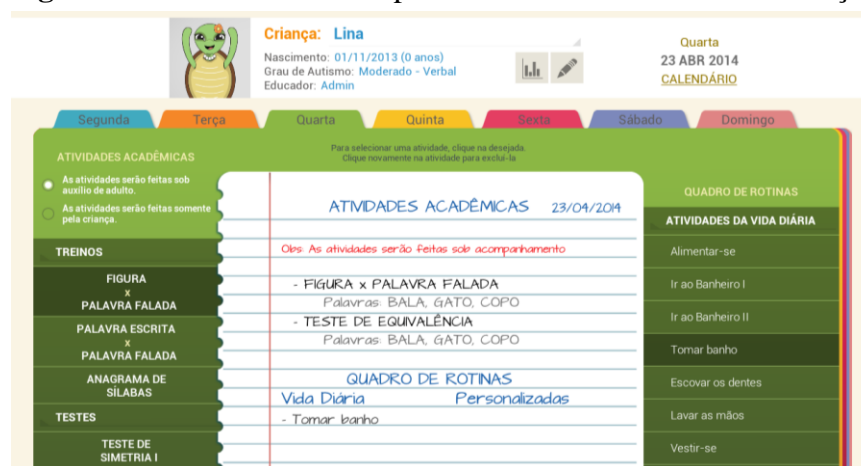 Criança: Lina
Nascimento: 01/11/2013 (0 anos)
Grau de Autismo: Moderado - Verbal
Educador: Admin
Quarta
23 ABR 2014
CALENDÁRIO
Segunda
Terça
Quarta
Quinta
Sexta
Sábado
Domingo
ATIVIDADES ACADÊMICAS
As atividades serão feitas sob
auxílio de adulto.
As atividades serão feitas somente
pela criança.
TREINOS
FIGURA
x
PALAVRA FALADA
PALAVRA ESCRITA
x
PALAVRA FALADA
ANAGRAMA DE
SÍLABAS
TESTES
TESTE DE
SIMETRIA I
Para selecionar uma atividade, clique na desejada.
Clique novamente na atividade para excluí-la
ATIVIDADES ACADÊMICAS 23/04/2014
Obs: As atividades serão feitas sob acompanhamento
- FIGURA x PALAVRA FALADA
Palavras: BALA, GATO, COPO
- TESTE DE EQUIVALÊNCIA
Palavras: BALA, GATO, COPO
QUADRO DE ROTINAS
Vida Diária Personalizadas
- Tomar banho
QUADRO DE ROTINAS
ATIVIDADES DA VIDA DIÁRIA
Alimentar-se
Ir ao Banheiro I
Ir ao Banheiro II
Tomar banho
Escovar os dentes
Lavar as mãos
Vestir-se